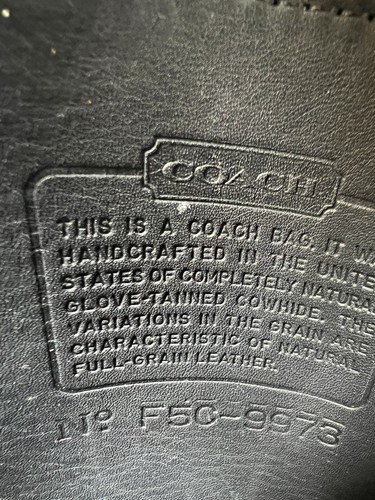 COACH
THIS IS A COACH BAG. IT WA
HANDCRAFTED IN THE UNITE
STATES OF COMPLETELY NATURA
GLOVE-TANNED COWHIDE. THE
VARIATIONS IN THE GRAIN ARE
CHARACTERISTIC OF NATURAL
FULL-GRAIN LEATHER.
No F5C-9973